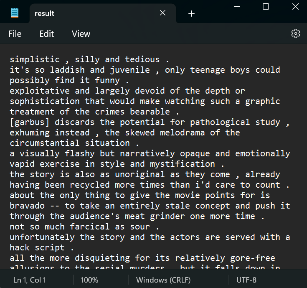 result
File Edit View
simplistic , silly and tedious .
it's so laddish and juvenile , only teenage boys could
possibly find it funny .
exploitative and largely devoid of the depth or
sophistication that would make watching such a graphic
treatment of the crimes bearable .
[garbus] discards the potential for pathological study ,
exhuming instead , the skewed melodrama of the
circumstantial situation .
a visually flashy but narratively opaque and emotionally
vapid exercise in style and mystification .
the story is also as unoriginal as they come , already
having been recycled more times than i'd care to count .
about the only thing to give the movie points for is
bravado -- to take an entirely stale concept and push it
through the audience's meat grinder one more time .
not so much farcical as sour .
unfortunately the story and the actors are served with a
hack script .
all the more disquieting for its relatively gore-free
allusions to the serial murders , but it falls down in
Ln 1, Col 1 100% Windows (CRLF) UTF-8